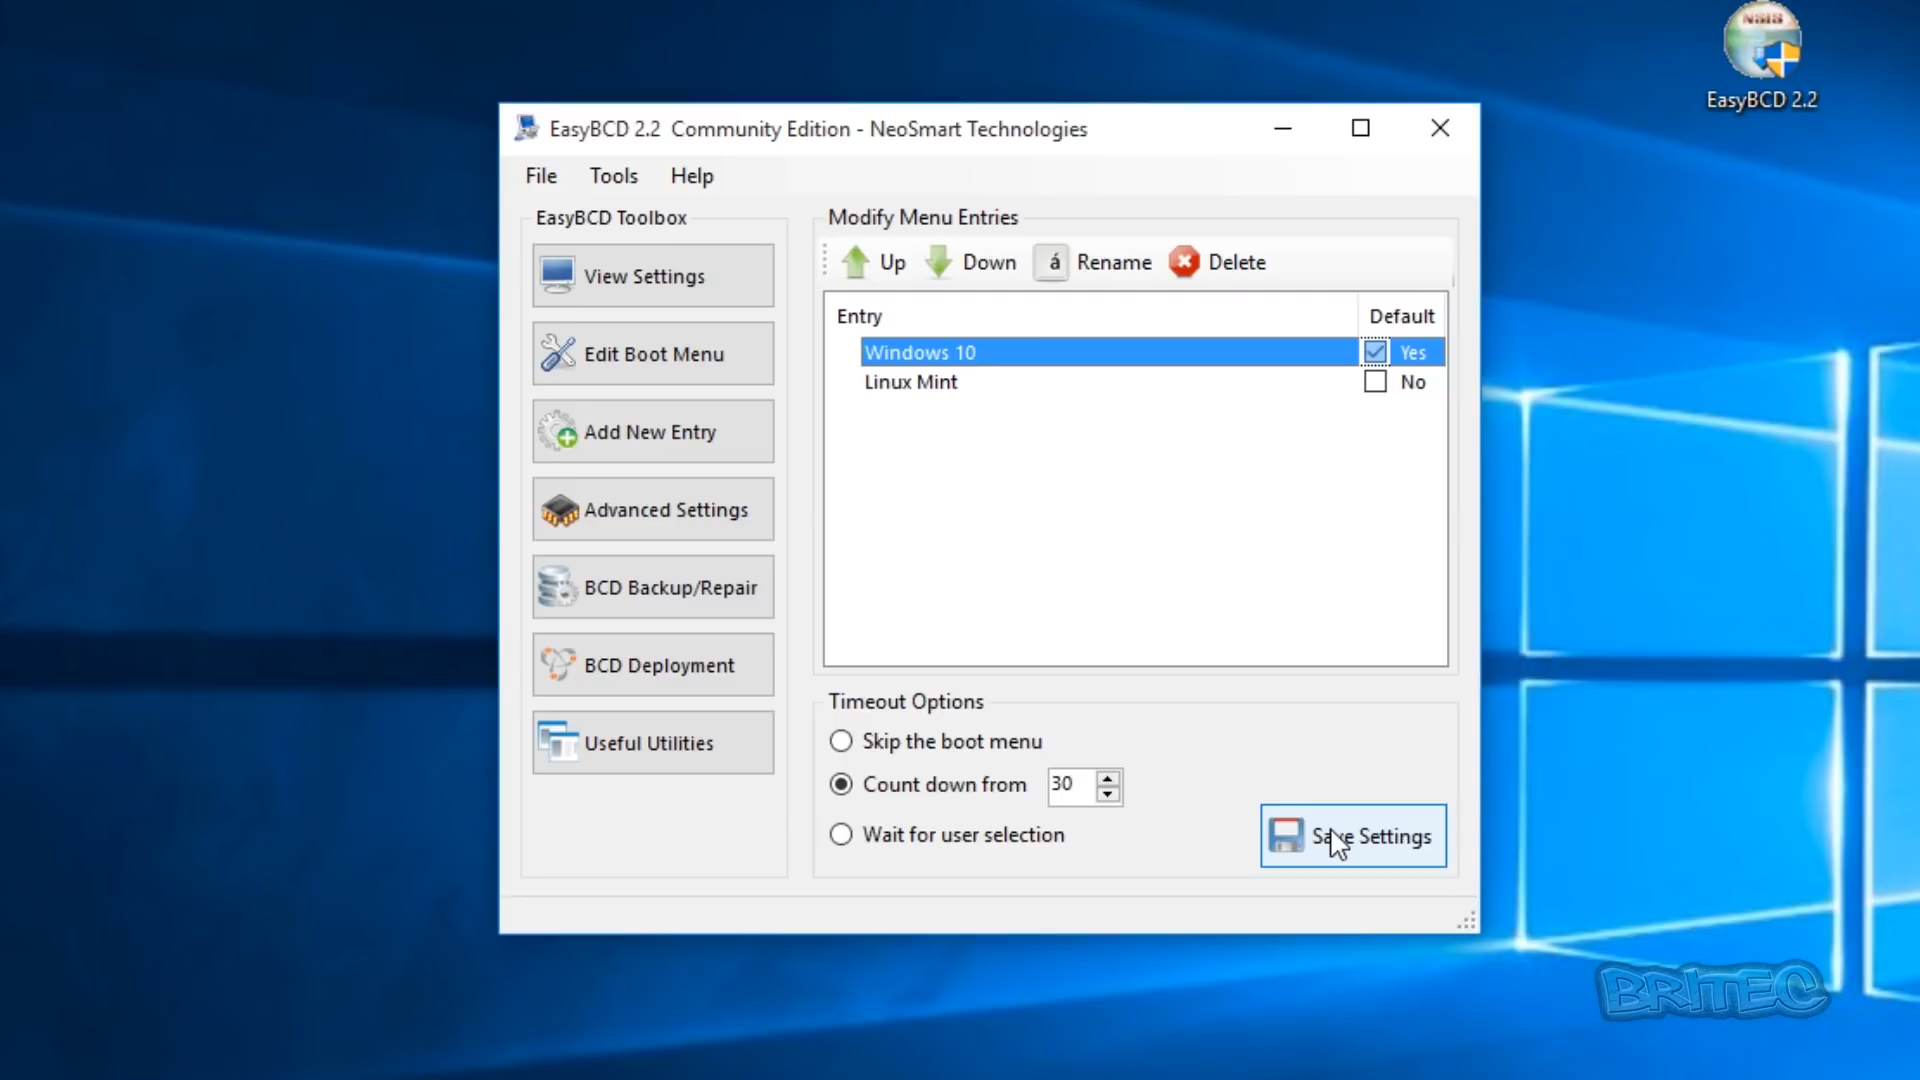 NSIS
EasyBCD 2.2
EasyBCD 2.2 Community Edition - NeoSmart Technologies
File Tools Help
EasyBCD Toolbox
View Settings
Edit Boot Menu
Add New Entry
Advanced Settings
BCD Backup/Repair
BCD Deployment
Useful Utilities
Modify Menu Entries
Up Down á Rename Delete
Entry Default
Windows 10 Yes
Linux Mint No
Timeout Options
Skip the boot menu
Count down from 30
Wait for user selection
Save Settings
BRITEC